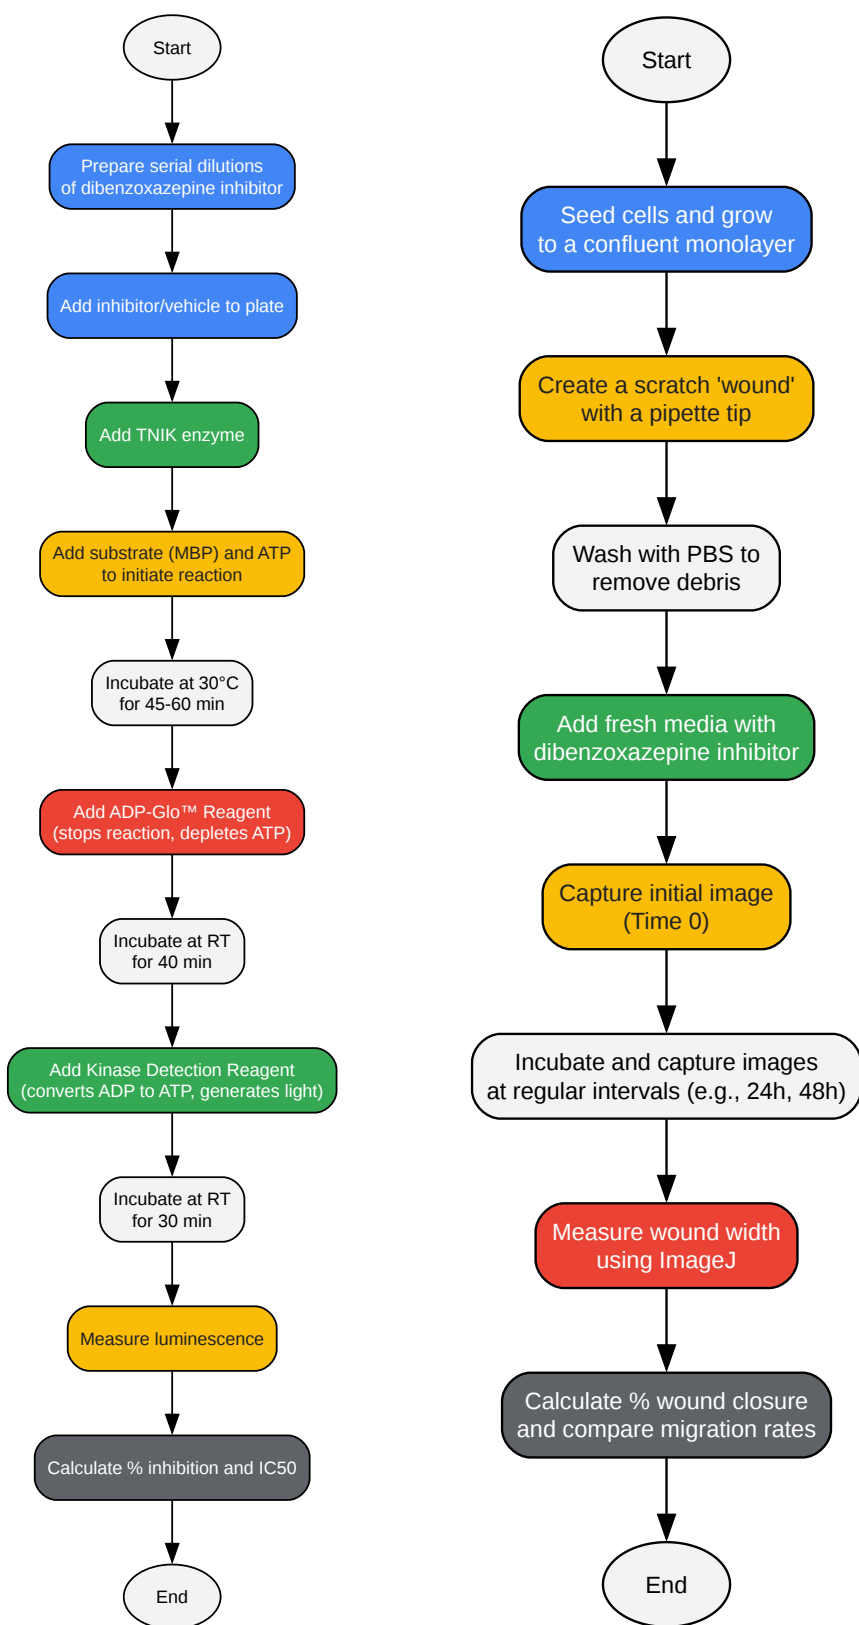 Start
Prepare serial dilutions
of dibenzoxazepine inhibitor
Add inhibitor/vehicle to plate
Add TNIK enzyme
Add substrate (MBP) and ATP
to initiate reaction
Incubate at 30°C
for 45-60 min
Add ADP-Glo™ Reagent
(stops reaction, depletes ATP)
Incubate at RT
for 40 min
Add Kinase Detection Reagent
(converts ADP to ATP, generates light)
Incubate at RT
for 30 min
Measure luminescence
Calculate % inhibition and IC50
End
Start
Seed cells and grow
to a confluent monolayer
Create a scratch 'wound'
with a pipette tip
Wash with PBS to
remove debris
Add fresh media with
dibenzoxazepine inhibitor
Capture initial image
(Time 0)
Incubate and capture images
at regular intervals (e.g., 24h, 48h)
Measure wound width
using ImageJ
Calculate % wound closure
and compare migration rates
End